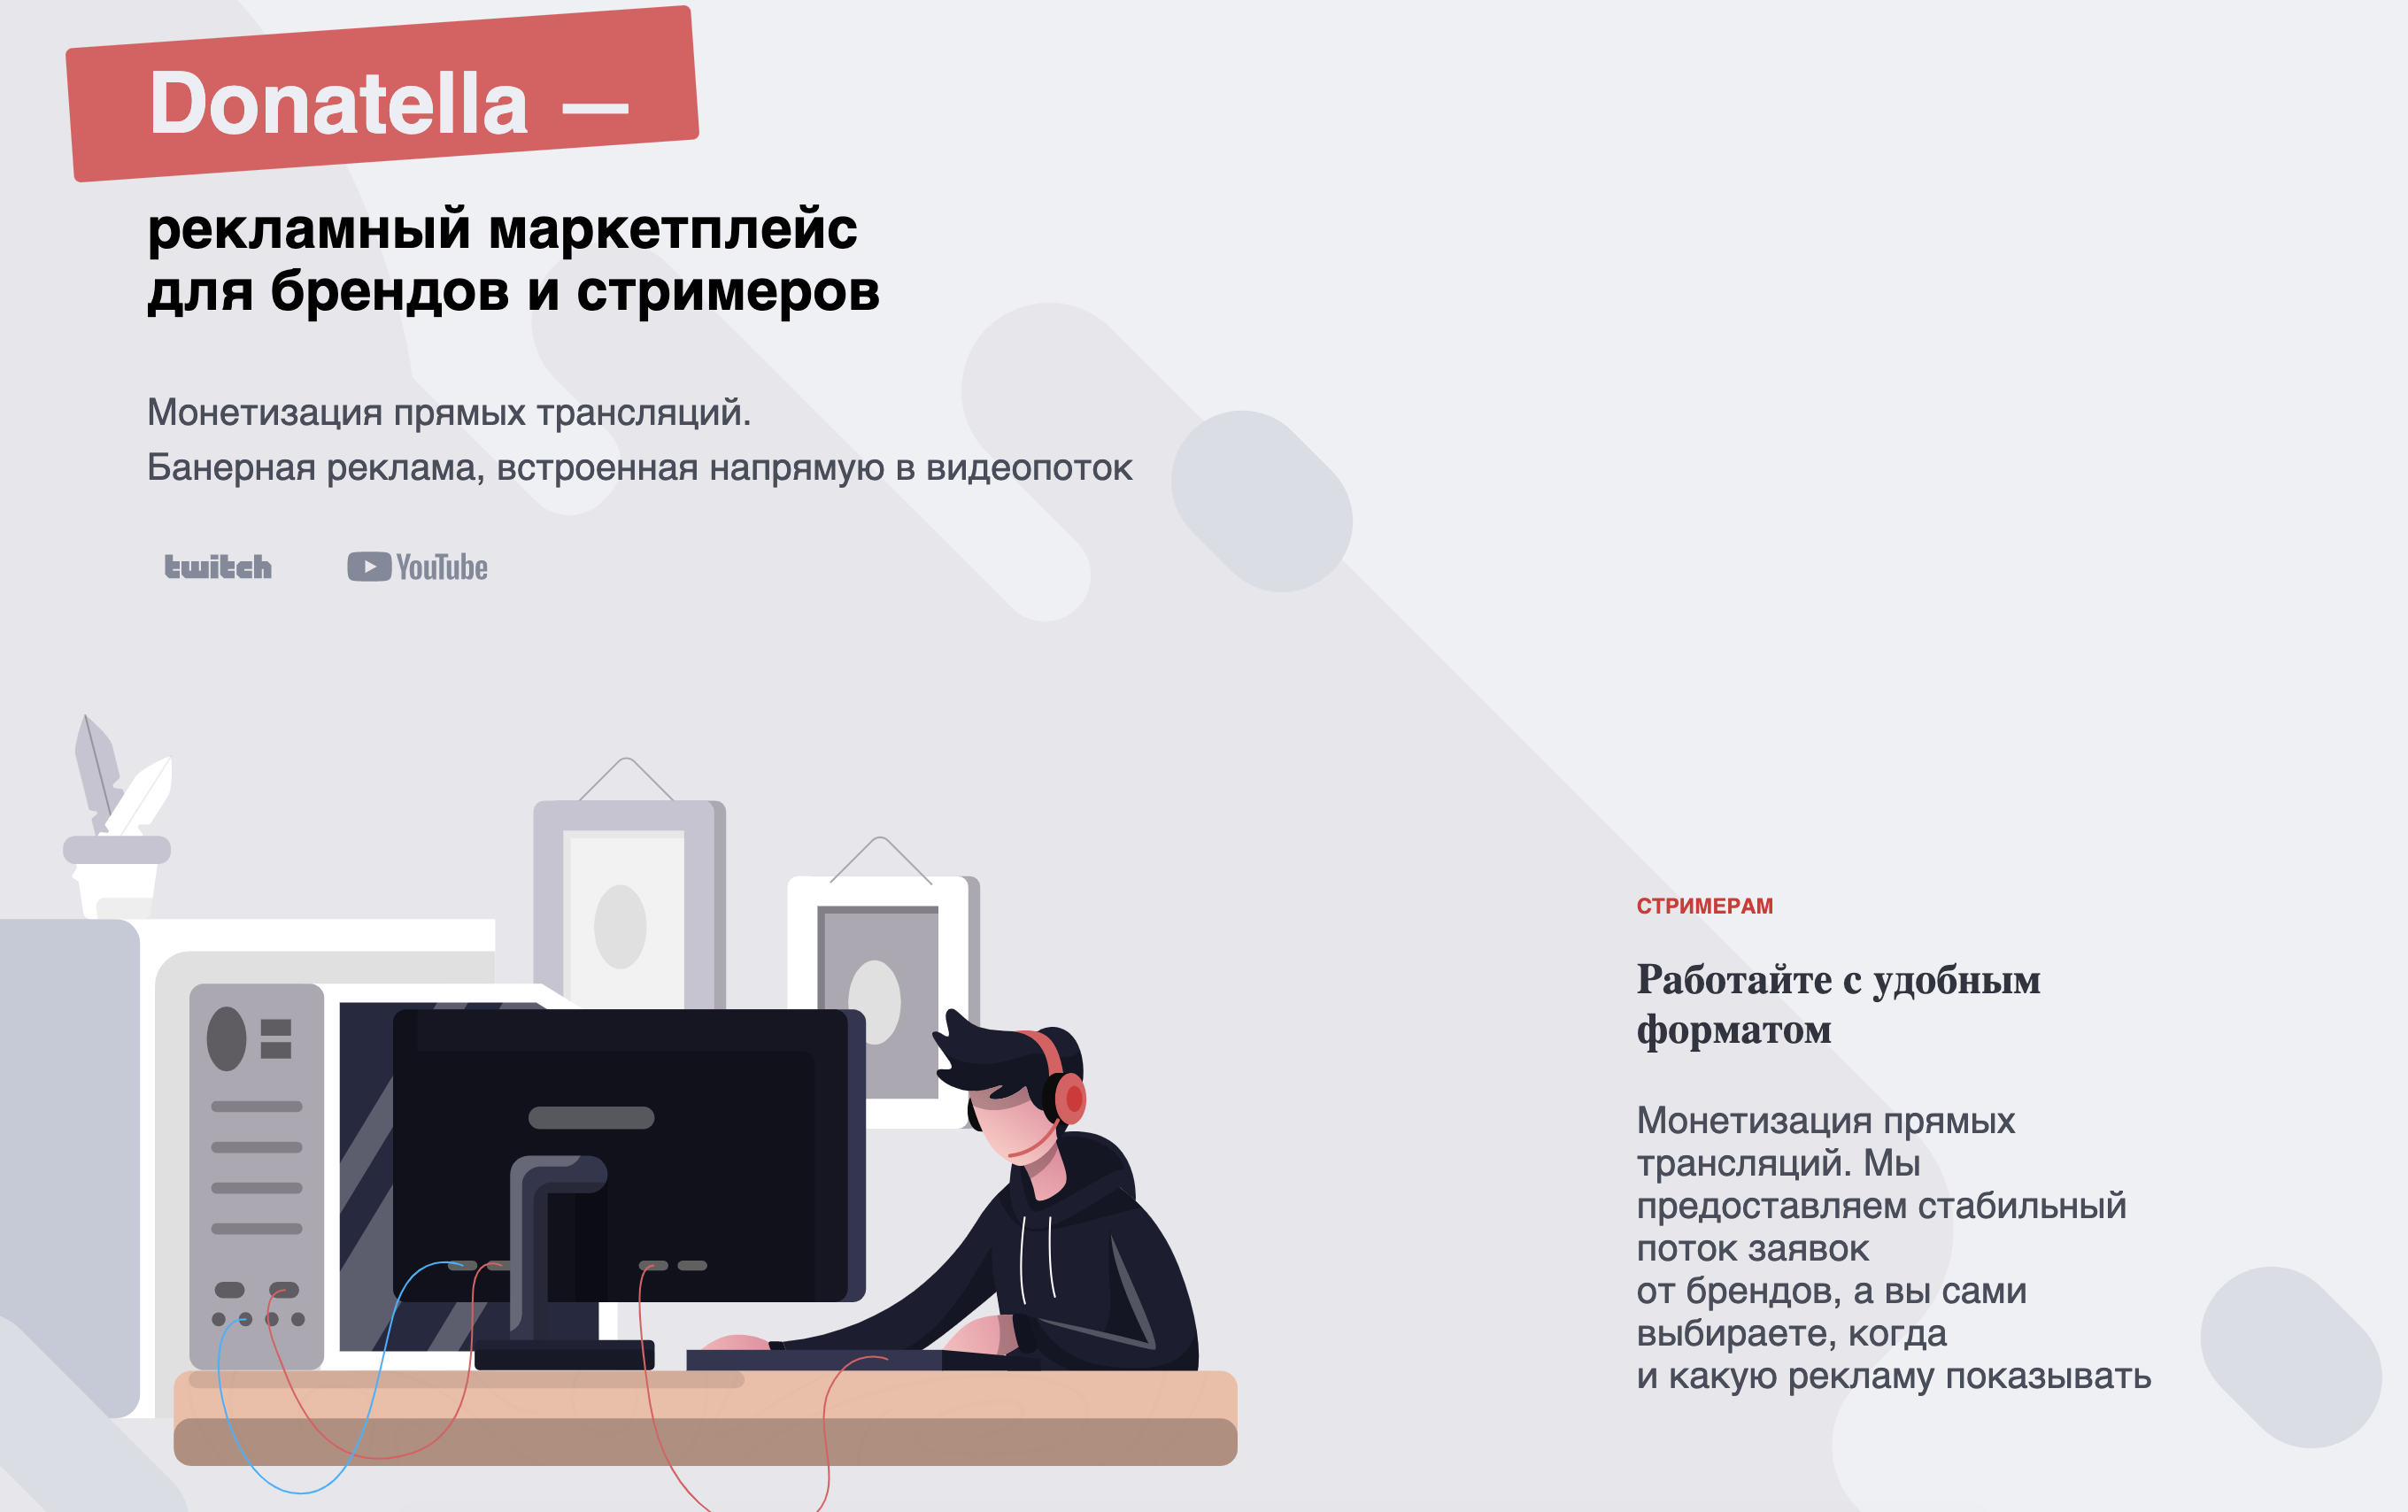 Donatella —
рекламный маркетплейс
для брендов и стримеров
Монетизация прямых трансляций.
Банерная реклама, встроенная напрямую в видеопоток
twitch
YouTube
СТРИМЕРАМ
Работайте с удобным
форматом
Монетизация прямых
трансляций. Мы
предоставляем стабильный
поток заявок
от брендов, а вы сами
выбираете, когда
и какую рекламу показывать